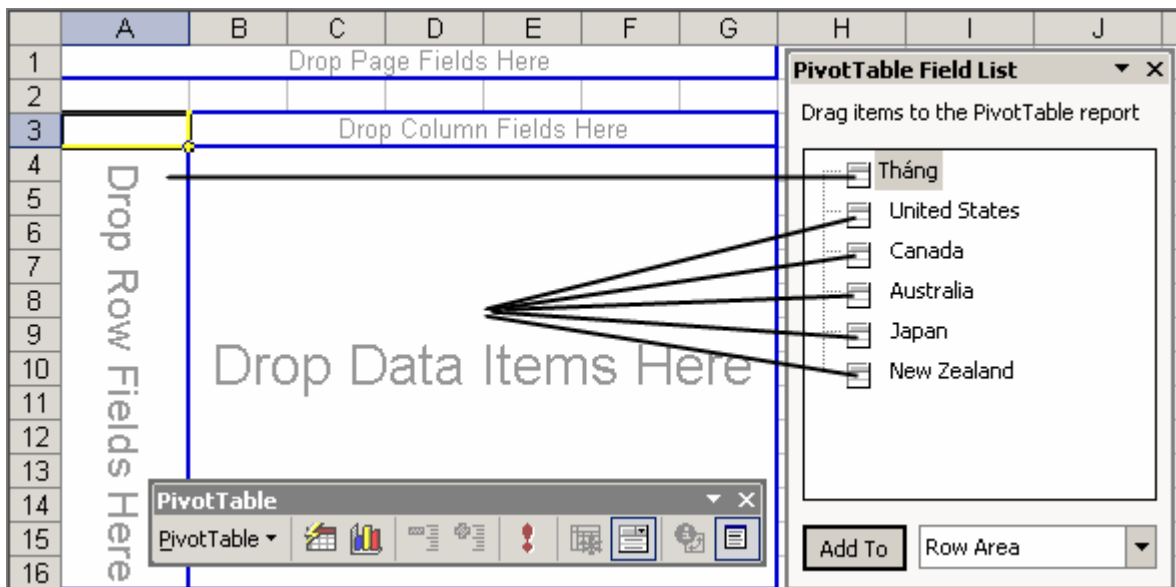 A B C D E F G H I J
1
Drop Page Fields Here
PivotTable Field List
2
Drag items to the PivotTable report
3
Drop Column Fields Here
4
Tháng
5
United States
6
7
Canada
8
Australia
9
Japan
10
New Zealand
Drop Row Fields Here
Drop Data Items Here
11
12
13
14
PivotTable
15
PivotTable
16
Add To
Row Area